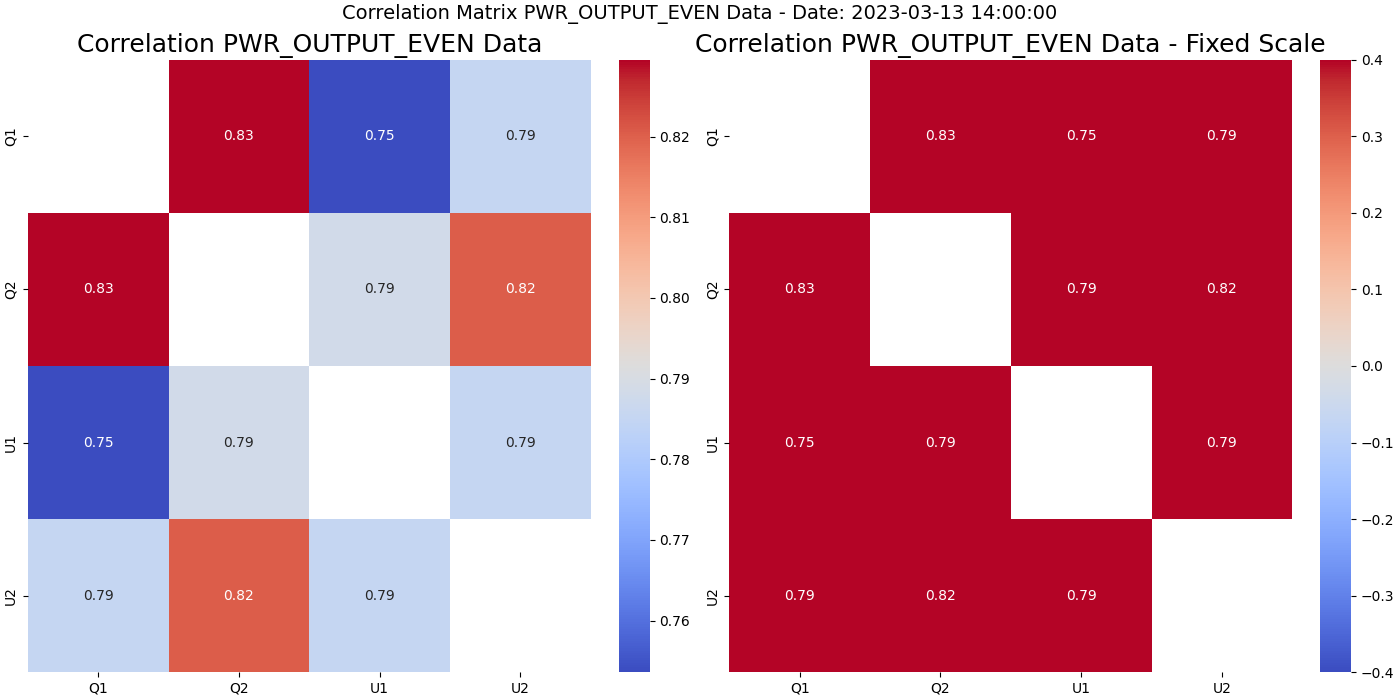 Correlation Matrix PWR_OUTPUT_EVEN Data - Date: 2023-03-13 14:00:00
Correlation PWR_OUTPUT_EVEN Data
Q1
0.83
0.75
0.79
Q2
0.83
0.79
0.82
U1
0.75
0.79
0.79
U2
0.79
0.82
0.79
Q1
Q2
U1
U2
0.82
0.81
0.80
0.79
0.78
0.77
0.76
Correlation PWR_OUTPUT_EVEN Data - Fixed Scale
Q1
0.83
0.75
0.79
Q2
0.83
0.79
0.82
U1
0.75
0.79
0.79
U2
0.79
0.82
0.79
Q1
Q2
U1
U2
0.4
0.3
0.2
0.1
0.0
−0.1
−0.2
−0.3
−0.4